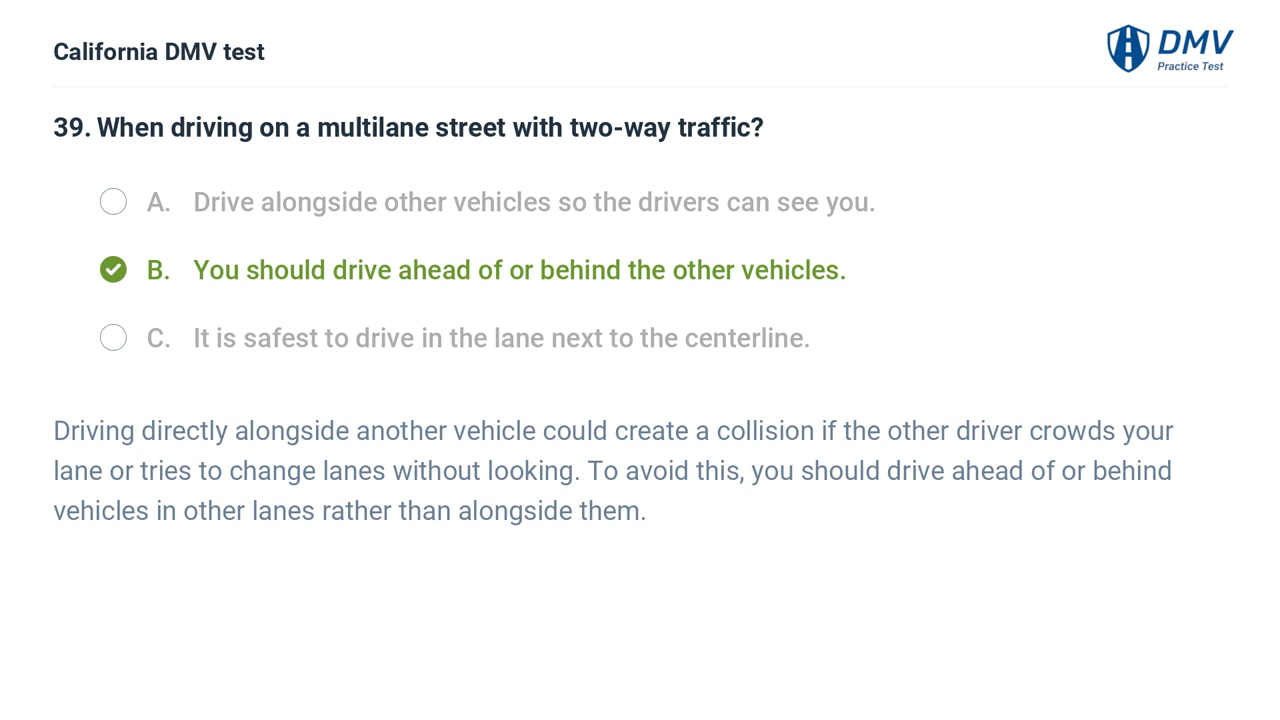 California DMV test
DMV
Practice Test
39. When driving on a multilane street with two-way traffic?
A. Drive alongside other vehicles so the drivers can see you.
B. You should drive ahead of or behind the other vehicles.
C. It is safest to drive in the lane next to the centerline.
Driving directly alongside another vehicle could create a collision if the other driver crowds your
lane or tries to change lanes without looking. To avoid this, you should drive ahead of or behind
vehicles in other lanes rather than alongside them.